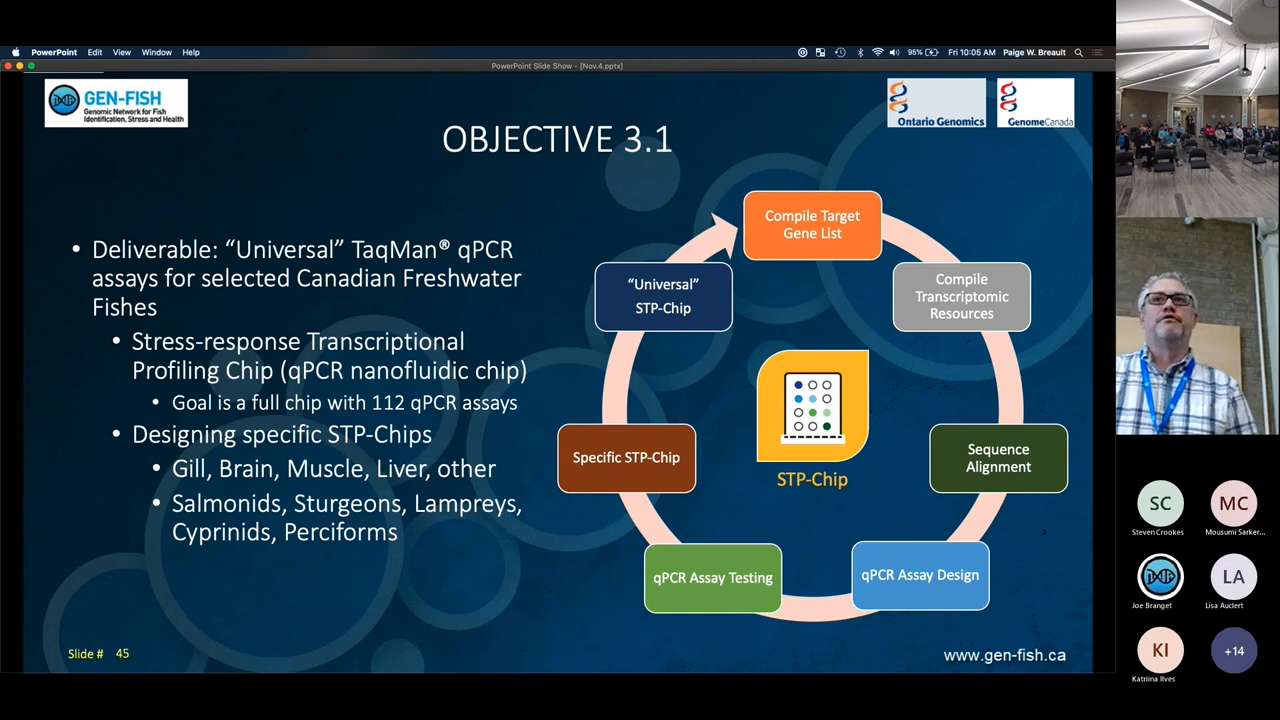 PowerPoint Edit View Window Help
95% Fri 10:05 AM Paige W. Breault
PowerPoint Slide Show - [Nov.4.pptx]
GEN-FISH
Genomic Network for Fish
Identification, Stress and Health
Ontario Genomics
GenomeCanada
OBJECTIVE 3.1
• Deliverable: “Universal” TaqMan® qPCR
assays for selected Canadian Freshwater
Fishes
• Stress-response Transcriptional
Profiling Chip (qPCR nanofluidic chip)
• Goal is a full chip with 112 qPCR assays
• Designing specific STP-Chips
• Gill, Brain, Muscle, Liver, other
• Salmonids, Sturgeons, Lampreys,
Cyprinids, Perciforms
Compile Target
Gene List
Compile
Transcriptomic
Resources
Sequence
Alignment
qPCR Assay Design
qPCR Assay Testing
Specific STP-Chip
“Universal”
STP-Chip
STP-Chip
Slide # 45
www.gen-fish.ca
SC
Steven Crookes
MC
Mousumi Sarker...
Joe Branget
LA
Lisa Auclert
KI
Katriina Ilves
+14